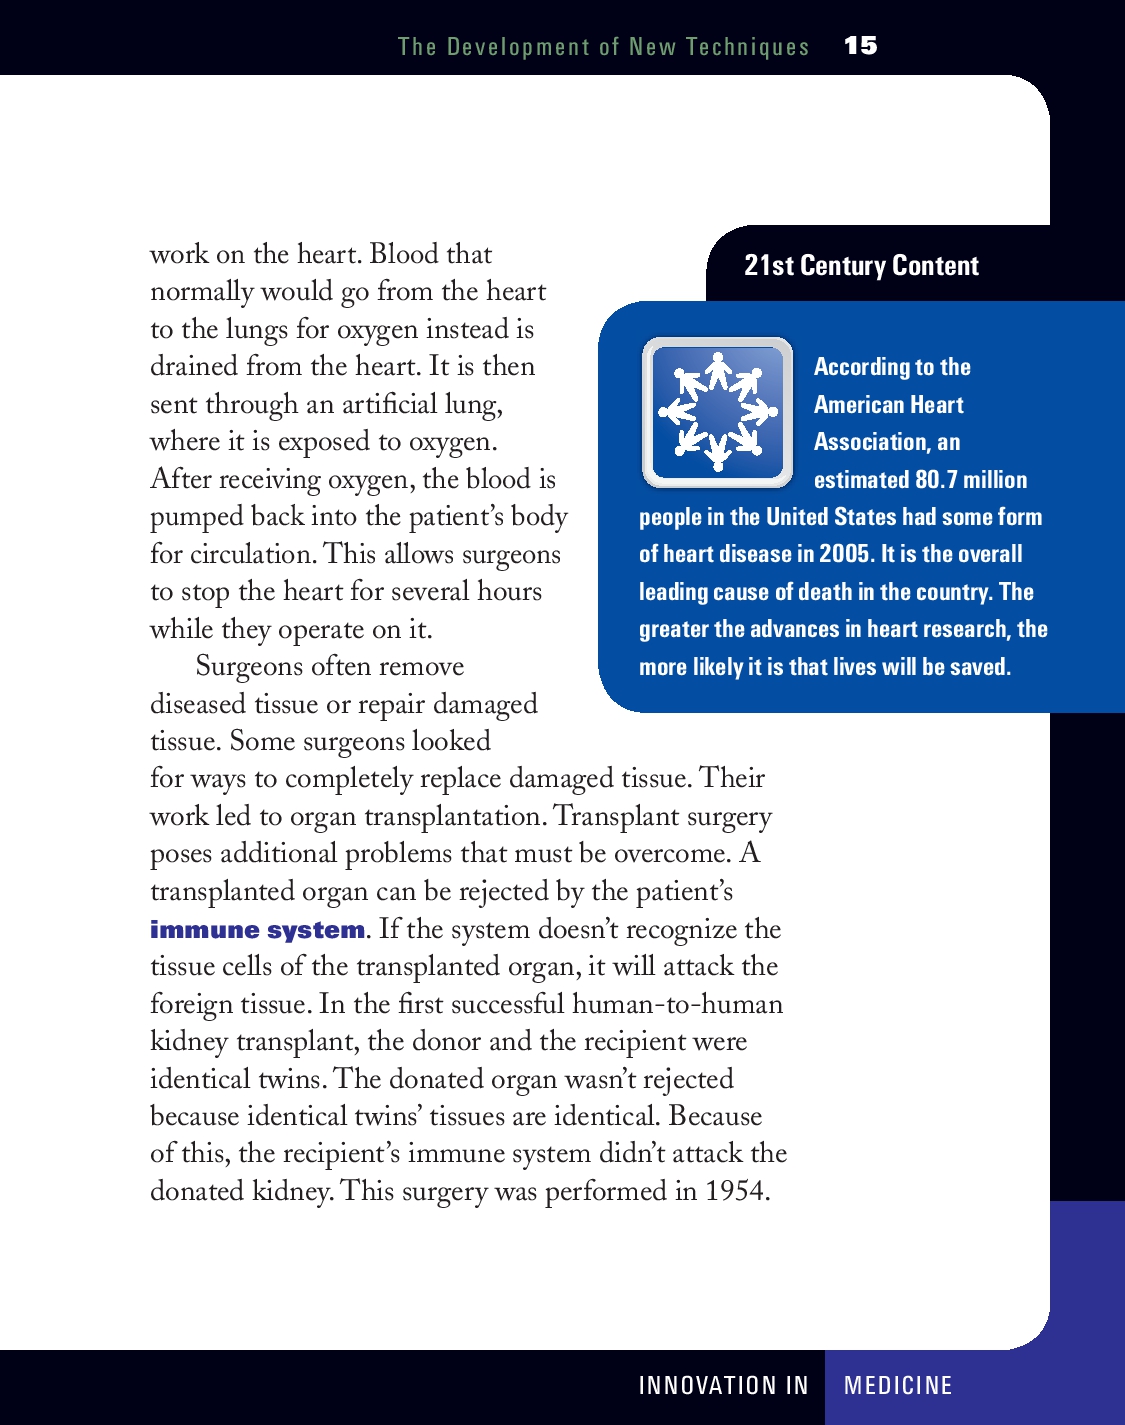 The Development of New Techniques 15
work on the heart. Blood that
normally would go from the heart
to the lungs for oxygen instead is
drained from the heart. It is then
sent through an artificial lung,
where it is exposed to oxygen.
After receiving oxygen, the blood is
pumped back into the patient’s body
for circulation. This allows surgeons
to stop the heart for several hours
while they operate on it.
Surgeons often remove
diseased tissue or repair damaged
tissue. Some surgeons looked
for ways to completely replace damaged tissue. Their
work led to organ transplantation. Transplant surgery
poses additional problems that must be overcome. A
transplanted organ can be rejected by the patient’s
immune system. If the system doesn’t recognize the
tissue cells of the transplanted organ, it will attack the
foreign tissue. In the first successful human-to-human
kidney transplant, the donor and the recipient were
identical twins. The donated organ wasn’t rejected
because identical twins’ tissues are identical. Because
of this, the recipient’s immune system didn’t attack the
donated kidney. This surgery was performed in 1954.
21st Century Content
According to the
American Heart
Association, an
estimated 80.7 million
people in the United States had some form
of heart disease in 2005. It is the overall
leading cause of death in the country. The
greater the advances in heart research, the
more likely it is that lives will be saved.
INNOVATION IN MEDICINE